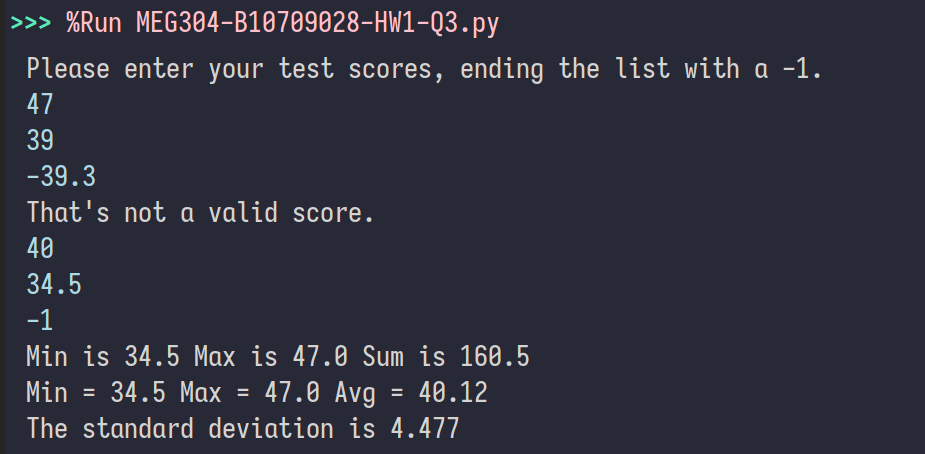 >>> %Run MEG304-B10709028-HW1-Q3.py
Please enter your test scores, ending the list with a -1.
47
39
-39.3
That's not a valid score.
40
34.5
-1
Min is 34.5 Max is 47.0 Sum is 160.5
Min = 34.5 Max = 47.0 Avg = 40.12
The standard deviation is 4.477